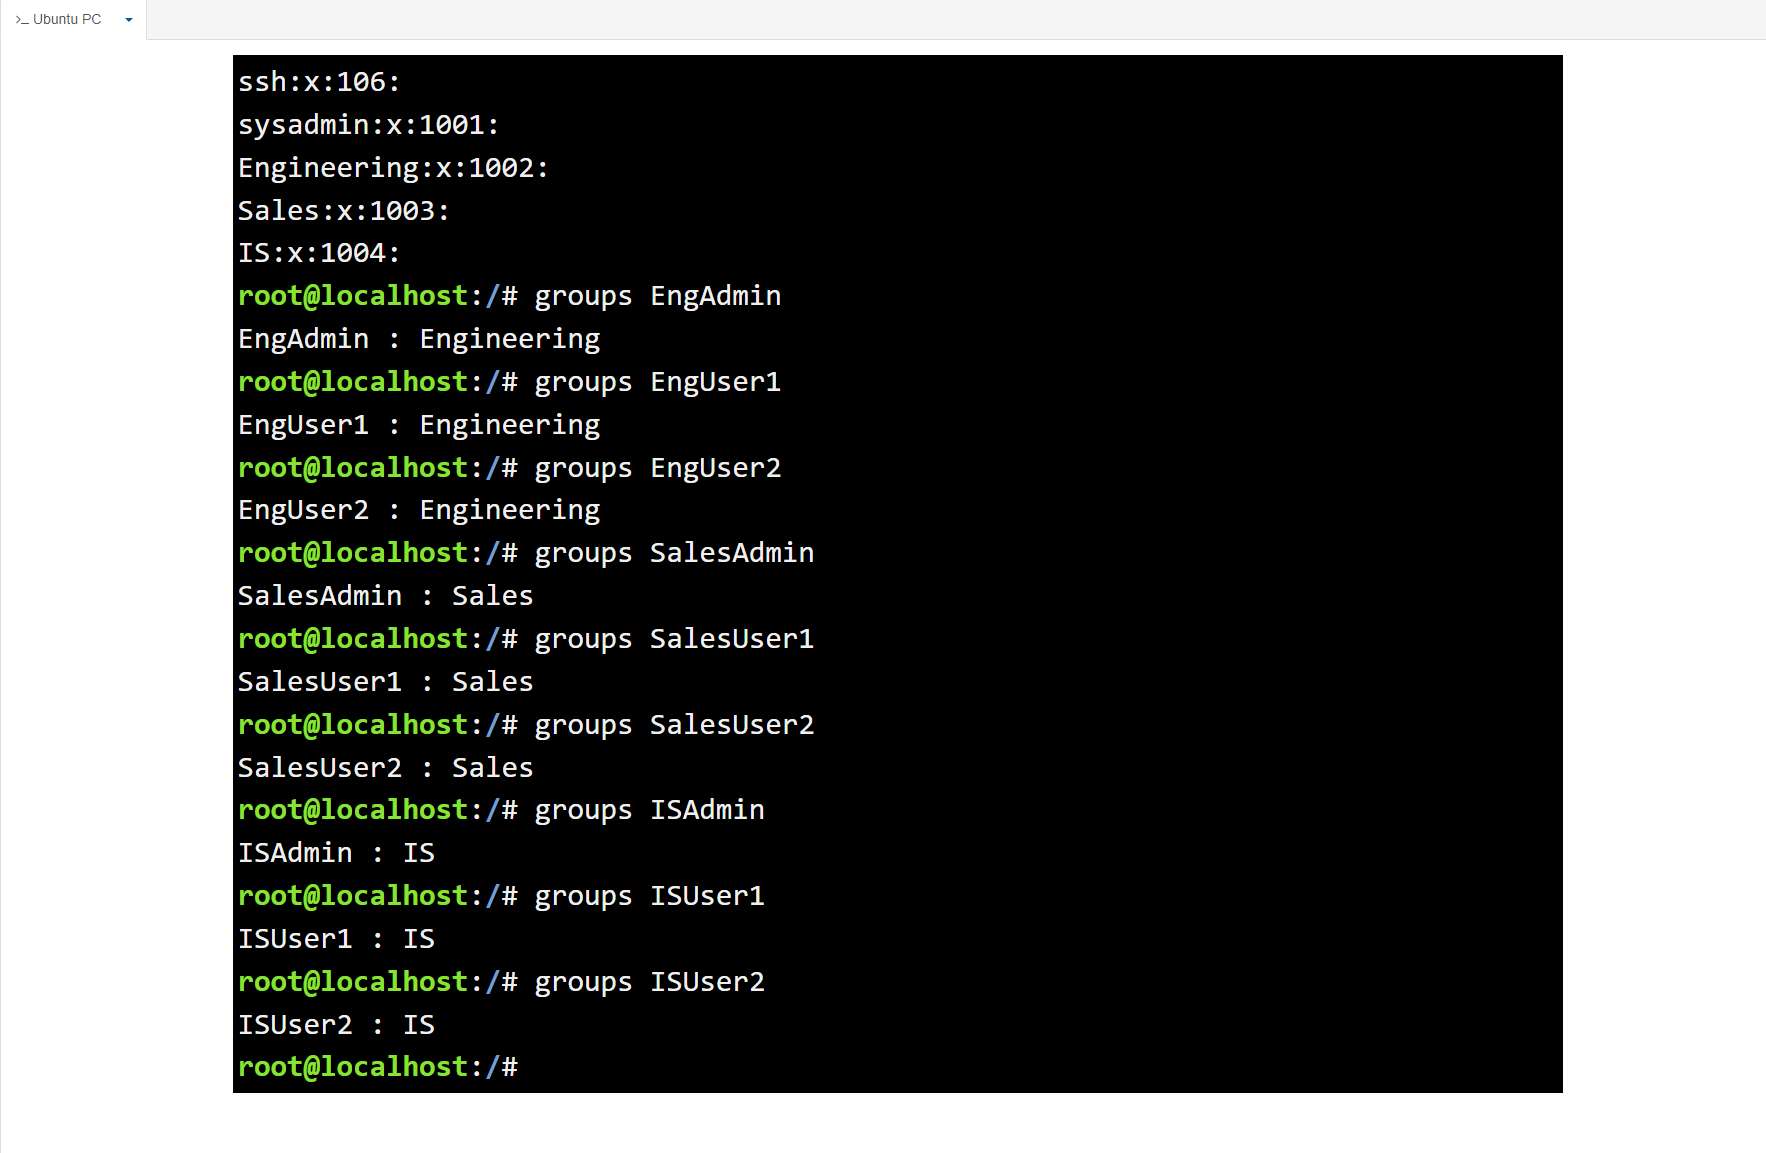 >_ Ubuntu PC
ssh:x:106:
sysadmin:x:1001:
Engineering:x:1002:
Sales:x:1003:
IS:x:1004:
root@localhost:/# groups EngAdmin
EngAdmin : Engineering
root@localhost:/# groups EngUser1
EngUser1 : Engineering
root@localhost:/# groups EngUser2
EngUser2 : Engineering
root@localhost:/# groups SalesAdmin
SalesAdmin : Sales
root@localhost:/# groups SalesUser1
SalesUser1 : Sales
root@localhost:/# groups SalesUser2
SalesUser2 : Sales
root@localhost:/# groups ISAdmin
ISAdmin : IS
root@localhost:/# groups ISUser1
ISUser1 : IS
root@localhost:/# groups ISUser2
ISUser2 : IS
root@localhost:/#